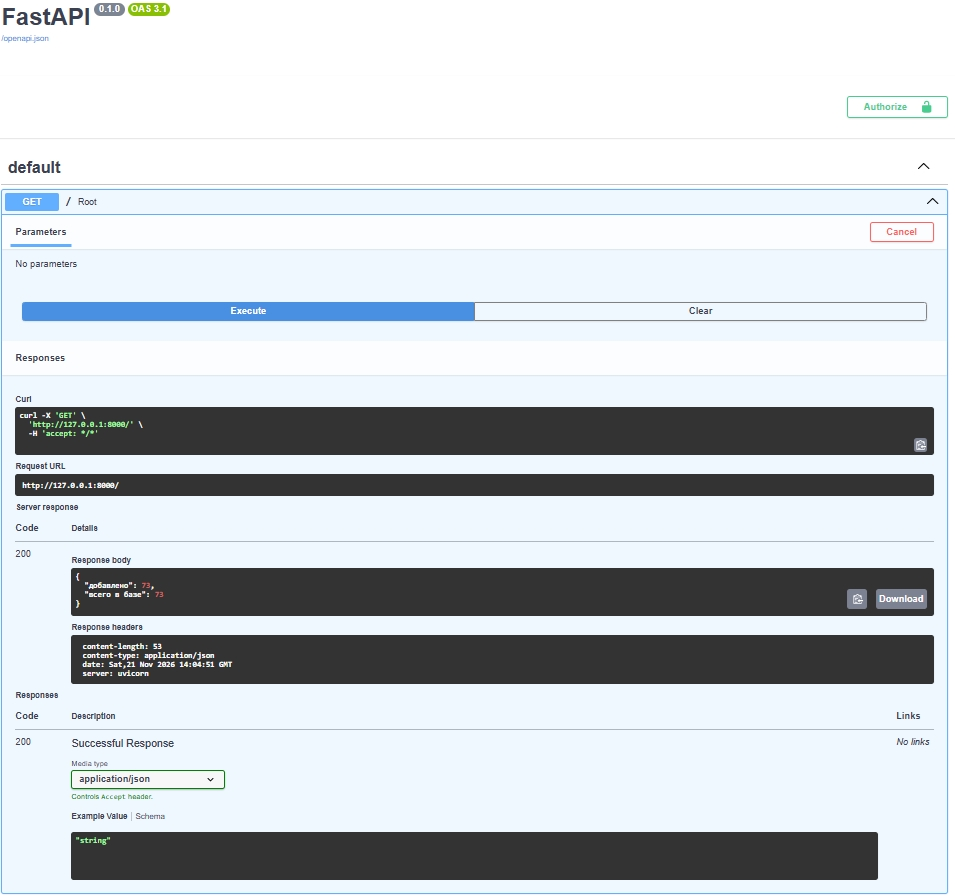 FastAPI 0.1.0 OAS 3.1
/openapi.json
Authorize
default
GET / Root
Parameters
Cancel
No parameters
Execute
Clear
Responses
Curl
curl -X 'GET' \
'http://127.0.0.1:8000/' \
-H 'accept: */*'
Request URL
http://127.0.0.1:8000/
Server response
Code Details
200
Response body
{
"добавлено": 73,
"всего в базе": 73
}
Download
Response headers
content-length: 53
content-type: application/json
date: Sat,21 Nov 2026 14:04:51 GMT
server: uvicorn
Responses
Code Description Links
200 Successful Response No links
Media type
application/json
Controls Accept header.
Example Value | Schema
"string"